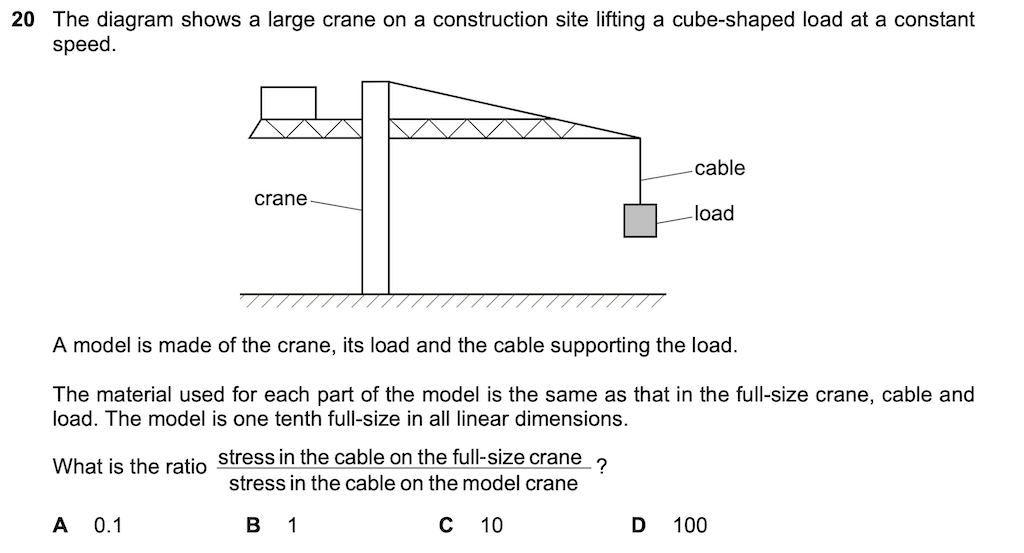 20 The diagram shows a large crane on a construction site lifting a cube-shaped load at a constant
speed.
cable
crane
load
A model is made of the crane, its load and the cable supporting the load.
The material used for each part of the model is the same as that in the full-size crane, cable and
load. The model is one tenth full-size in all linear dimensions.
What is the ratio stress in the cable on the full-size crane / stress in the cable on the model crane ?
A 0.1 B 1 C 10 D 100